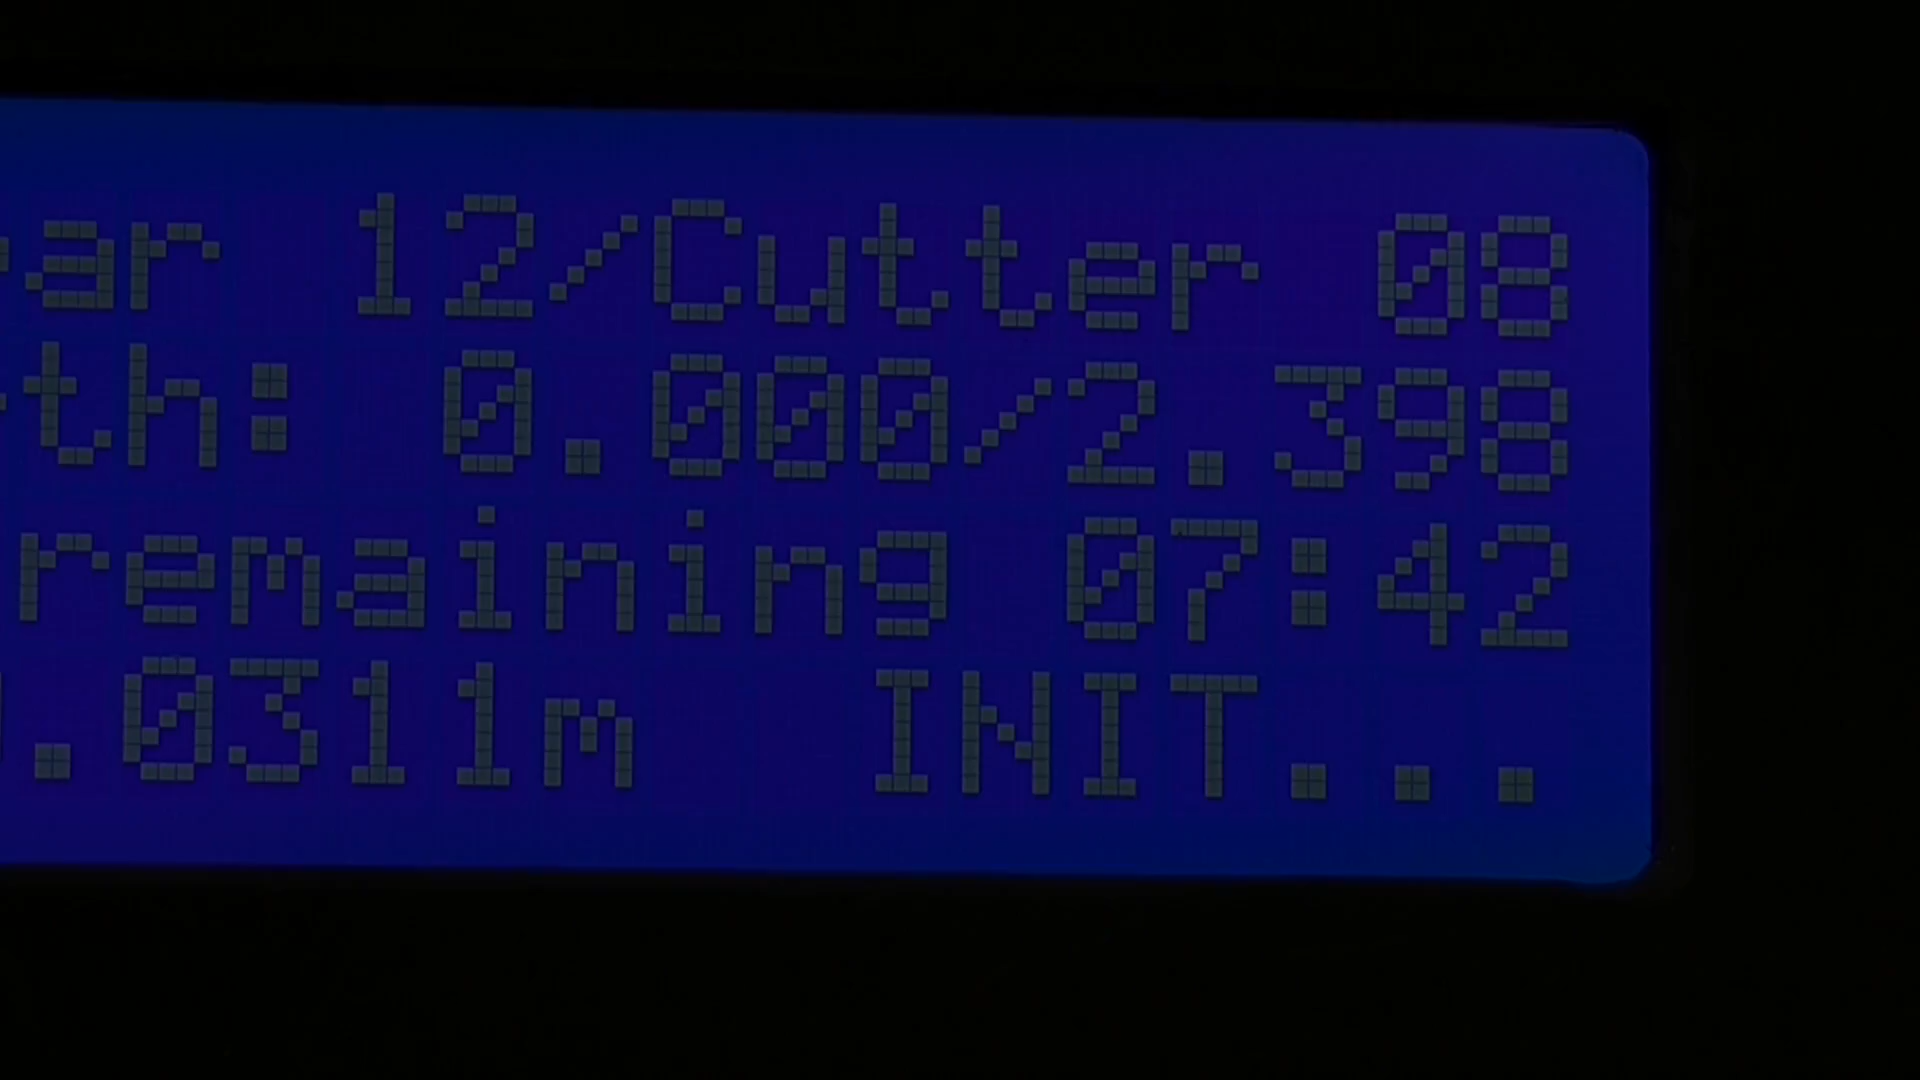 ar 12/Cutter 08
th: 0.000/2.398
remaining 07:42
.0311m INIT...